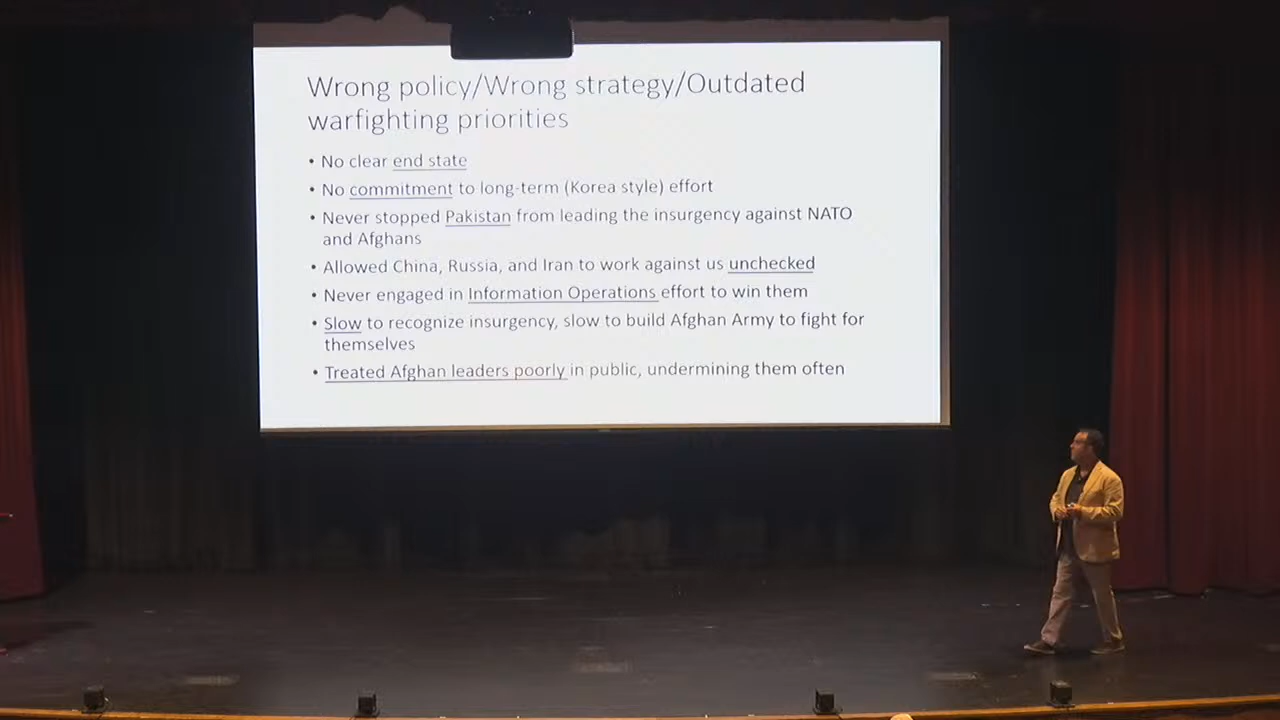 Wrong policy/Wrong strategy/Outdated
warfighting priorities
• No clear end state
• No commitment to long-term (Korea style) effort
• Never stopped Pakistan from leading the insurgency against NATO
and Afghans
• Allowed China, Russia, and Iran to work against us unchecked
• Never engaged in Information Operations effort to win them
• Slow to recognize insurgency, slow to build Afghan Army to fight for
themselves
• Treated Afghan leaders poorly in public, undermining them often